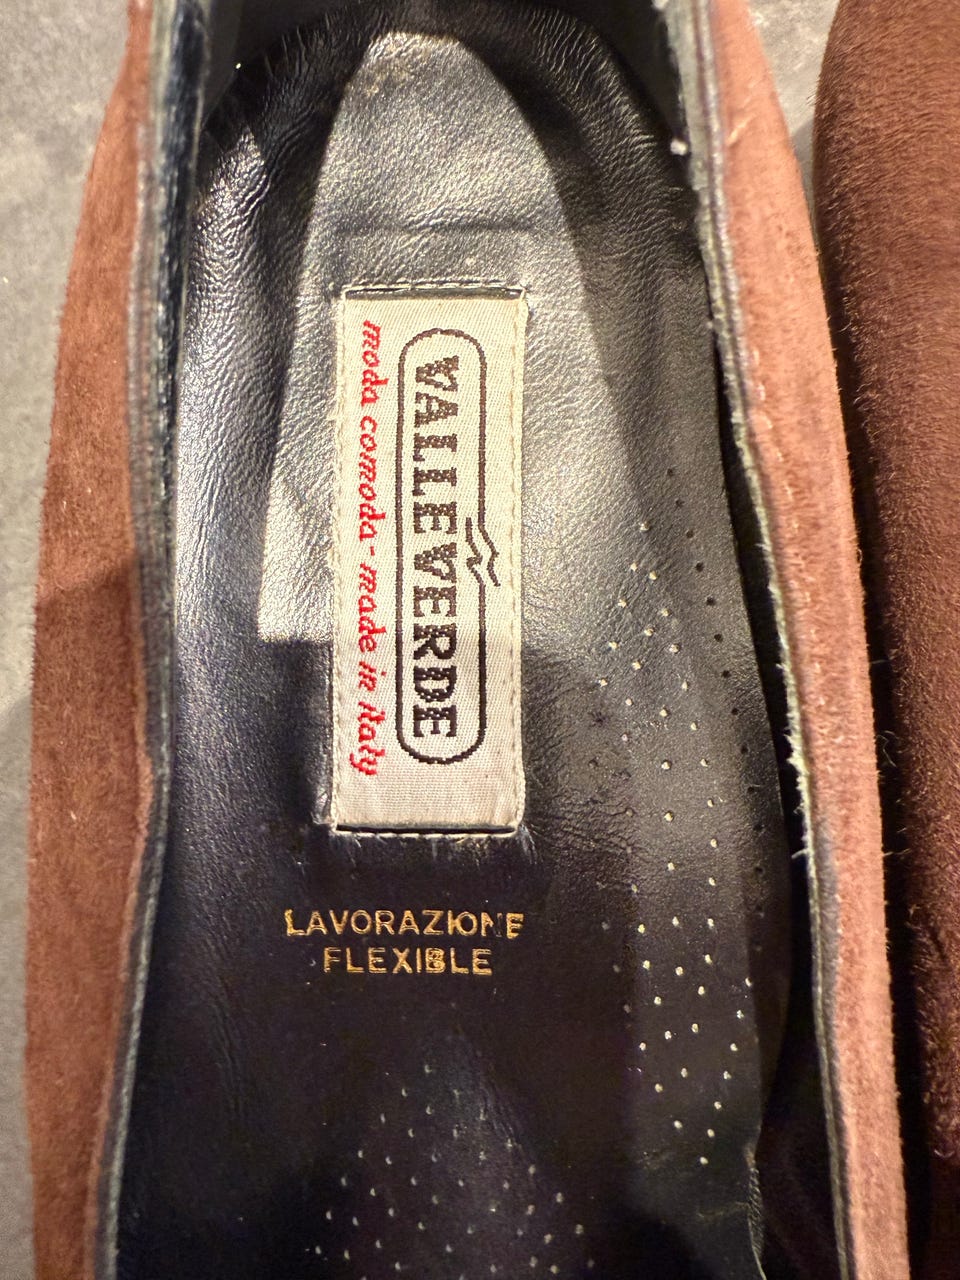 VALLEVERDE
moda comoda - made in italy
LAVORAZIONE
FLEXIBLE